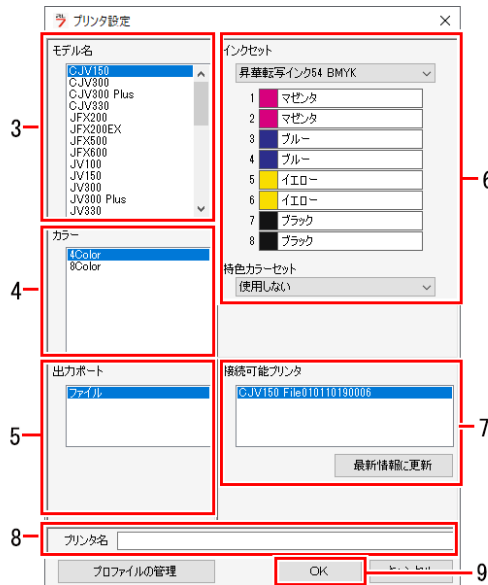 プリンタ設定
モデル名
CJV150
CJV300
CJV300 Plus
CJV330
JFX200
JFX200EX
JFX500
JFX600
JV100
JV150
JV300
JV300 Plus
JV330
3
カラー
4Color
8Color
4
出力ポート
ファイル
5
インクセット
昇華転写インク54 BMYK
1 マゼンタ
2 マゼンタ
3 ブルー
4 ブルー
5 イエロー
6 イエロー
7 ブラック
8 ブラック
特色カラーセット
使用しない
6
接続可能プリンタ
CJV150 File010110190006
最新情報に更新
7
8
プリンタ名
プロファイルの管理
OK
9